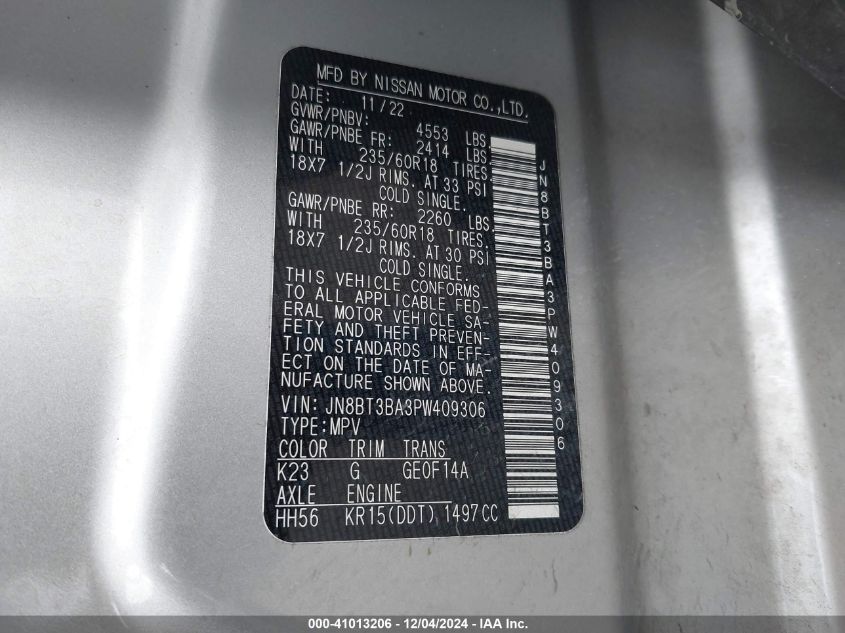 MFD BY NISSAN MOTOR CO.,LTD.
DATE: 11/22
GVWR/PNBV: 4553 LBS.
GAWR/PNBE FR: 2414 LBS.
WITH 235/60R18 TIRES.
18X7 1/2J RIMS. AT 33 PSI
COLD SINGLE.
GAWR/PNBE RR: 2260 LBS.
WITH 235/60R18 TIRES.
18X7 1/2J RIMS. AT 30 PSI
COLD SINGLE.
THIS VEHICLE CONFORMS
TO ALL APPLICABLE FED-
ERAL MOTOR VEHICLE SA-
FETY AND THEFT PREVEN-
TION STANDARDS IN EFF-
ECT ON THE DATE OF MA-
NUFACTURE SHOWN ABOVE.
VIN: JN8BT3BA3PW409306
TYPE:MPV
COLOR TRIM TRANS
K23 G GE0F14A
AXLE ENGINE
HH56 KR15(DDT) 1497CC
JN8BT3BA3PW409306
000-41013206 - 12/04/2024 - IAA Inc.